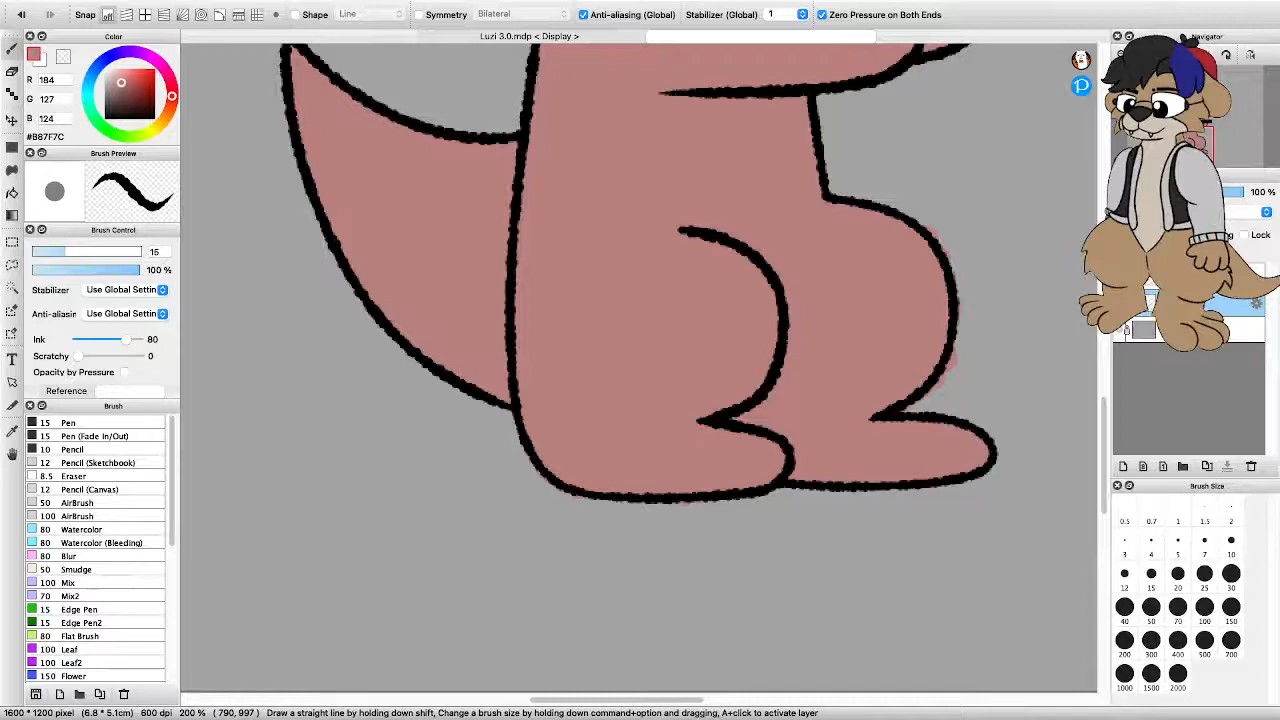 Snap
Shape
Line
Symmetry
Bilateral
Anti-aliasing (Global)
Stabilizer (Global)
1
Zero Pressure on Both Ends
Color
Luzi 3.0.mdp < Display >
Navigator
R 184
G 127
B 124
#B87F7C
Brush Preview
100 %
Lock
Brush Control
15
100 %
Stabilizer Use Global Settin
Anti-aliasin Use Global Settin
Ink 80
Scratchy 0
Opacity by Pressure
Reference
Brush
15 Pen
15 Pen (Fade In/Out)
10 Pencil
12 Pencil (Sketchbook)
8.5 Eraser
12 Pencil (Canvas)
50 AirBrush
100 AirBrush
80 Watercolor
80 Watercolor (Bleeding)
80 Blur
50 Smudge
100 Mix
70 Mix2
15 Edge Pen
15 Edge Pen2
80 Flat Brush
100 Leaf
100 Leaf2
150 Flower
Brush Size
0.5 0.7 1 1.5 2
3 4 5 7 10
12 15 20 25 30
40 50 70 100 150
200 300 400 500 700
1000 1500 2000
1600 * 1200 pixel (6.8 * 5.1cm) 600 dpi 200 % ( 790, 997 ) Draw a straight line by holding down shift, Change a brush size by holding down command+option and dragging, A+click to activate layer